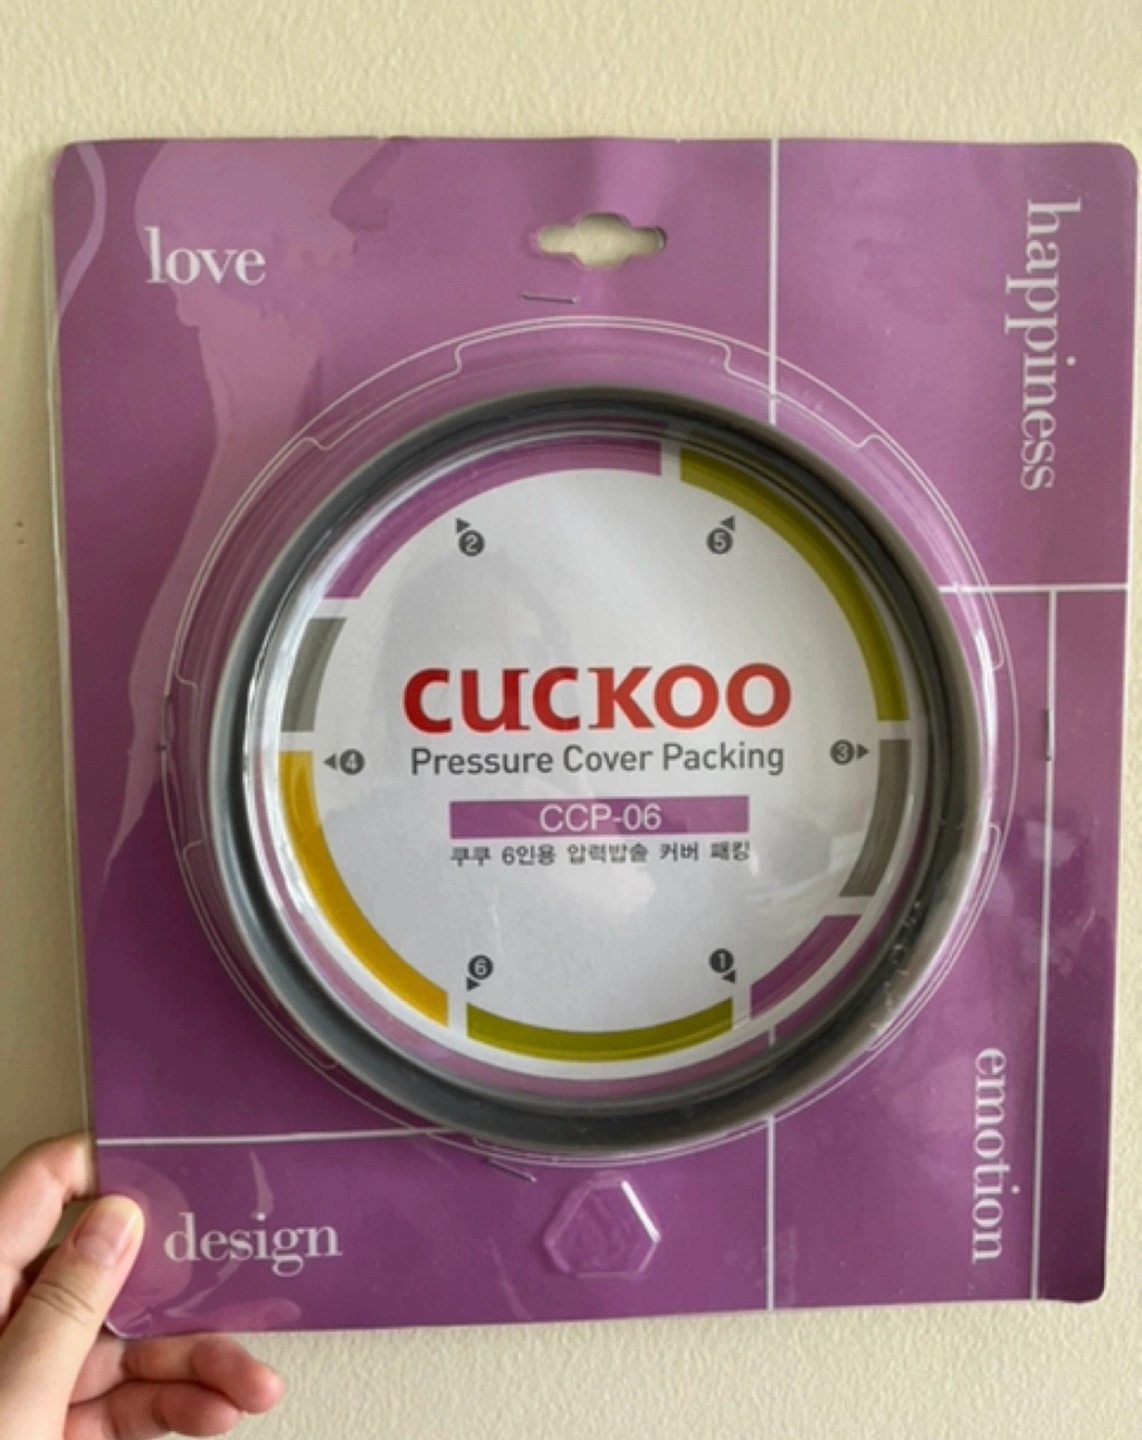 love
happiness
2
5
CUCKOO
Pressure Cover Packing
4
3
CCP-06
쿠쿠 6인용 압력밥솥 커버 패킹
6
1
emotion
design